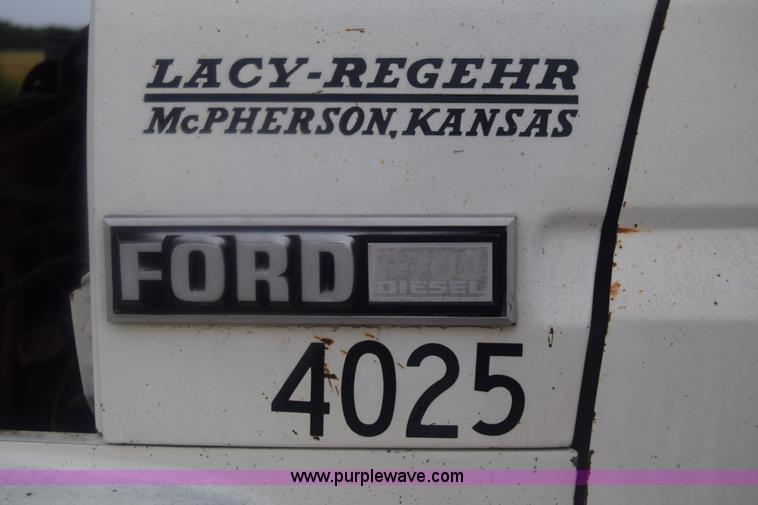 LACY-REGEHR
McPHERSON, KANSAS
FORD
DIESEL
4025
www.purplewave.com